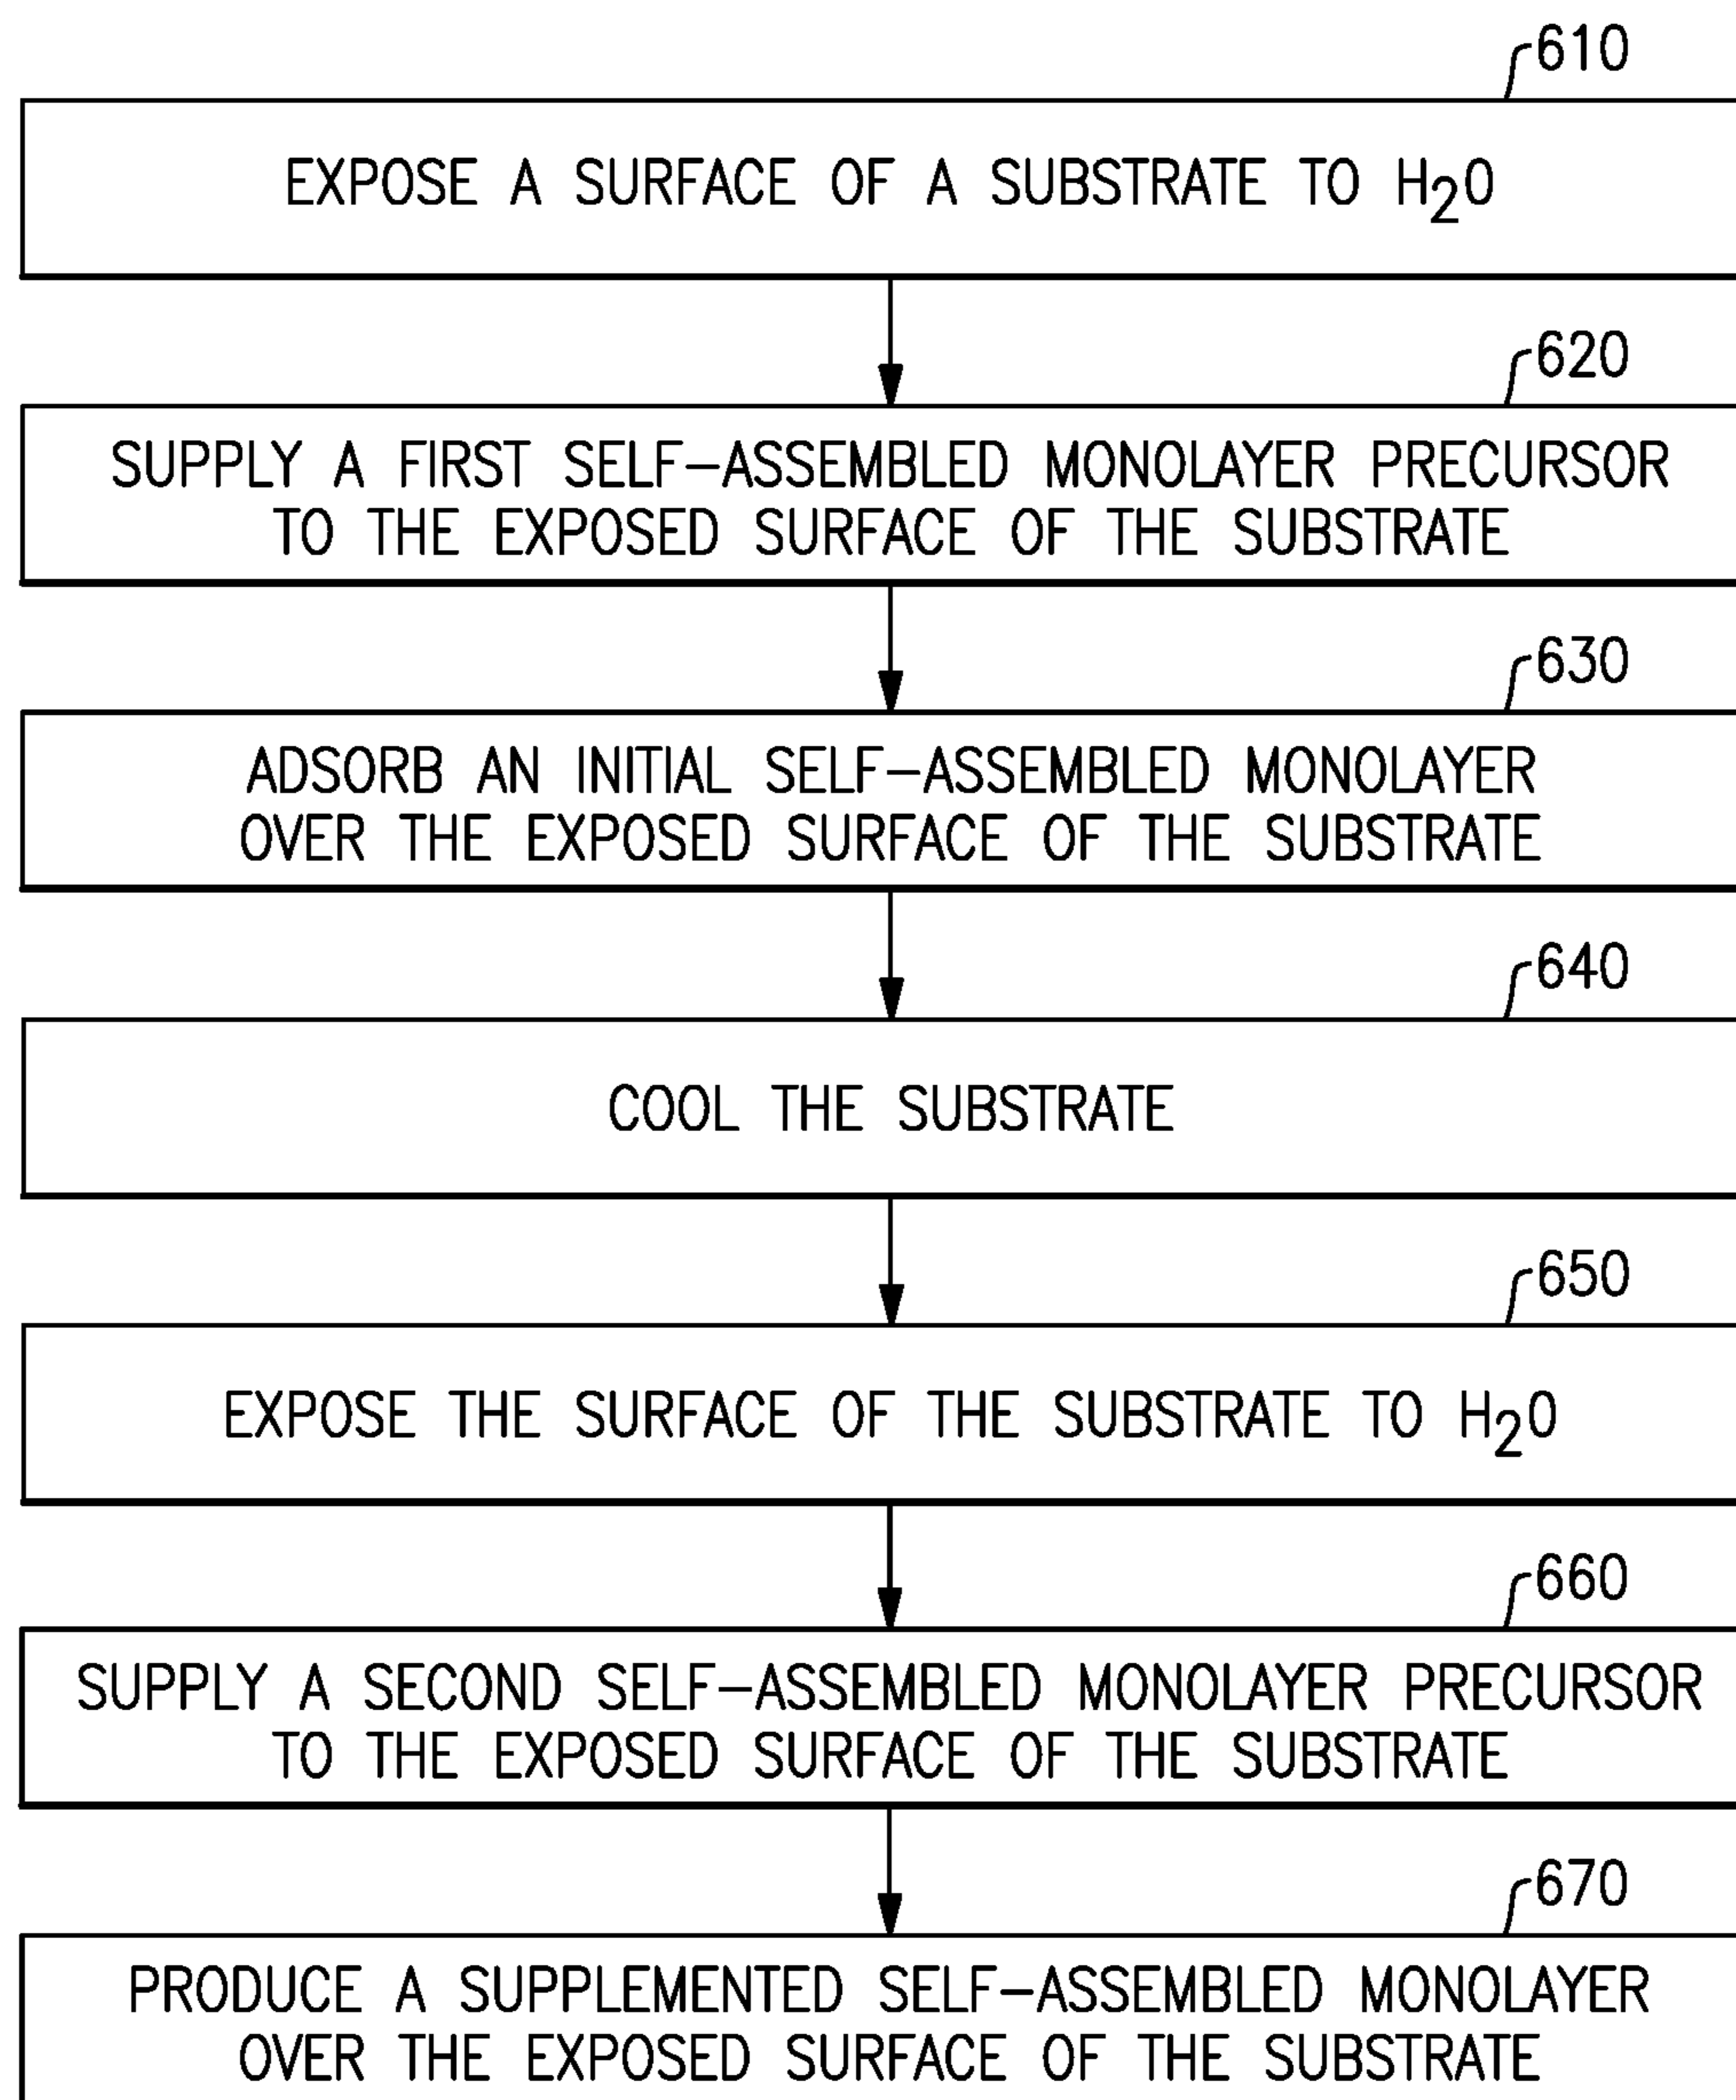 610
EXPOSE A SURFACE OF A SUBSTRATE TO H₂O
620
SUPPLY A FIRST SELF-ASSEMBLED MONOLAYER PRECURSOR
TO THE EXPOSED SURFACE OF THE SUBSTRATE
630
ADSORB AN INITIAL SELF-ASSEMBLED MONOLAYER
OVER THE EXPOSED SURFACE OF THE SUBSTRATE
640
COOL THE SUBSTRATE
650
EXPOSE THE SURFACE OF THE SUBSTRATE TO H₂O
660
SUPPLY A SECOND SELF-ASSEMBLED MONOLAYER PRECURSOR
TO THE EXPOSED SURFACE OF THE SUBSTRATE
670
PRODUCE A SUPPLEMENTED SELF-ASSEMBLED MONOLAYER
OVER THE EXPOSED SURFACE OF THE SUBSTRATE